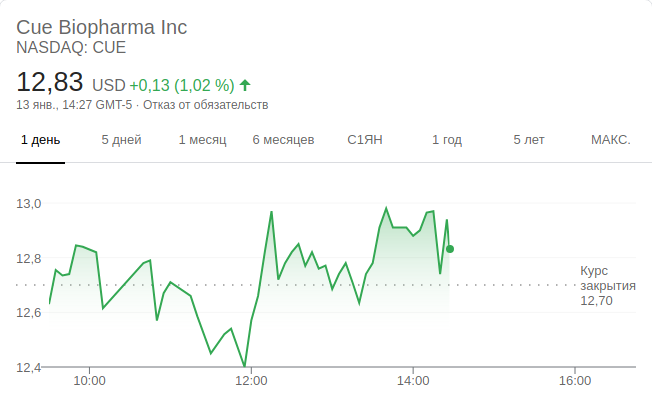 Cue Biopharma Inc
NASDAQ: CUE
12,83 USD +0,13 (1,02 %)
13 янв., 14:27 GMT-5 · Отказ от обязательств
1 день 5 дней 1 месяц 6 месяцев С1ЯН 1 год 5 лет МАКС.
13,0
12,8
Курс
закрытия
12,70
12,6
12,4
10:00 12:00 14:00 16:00